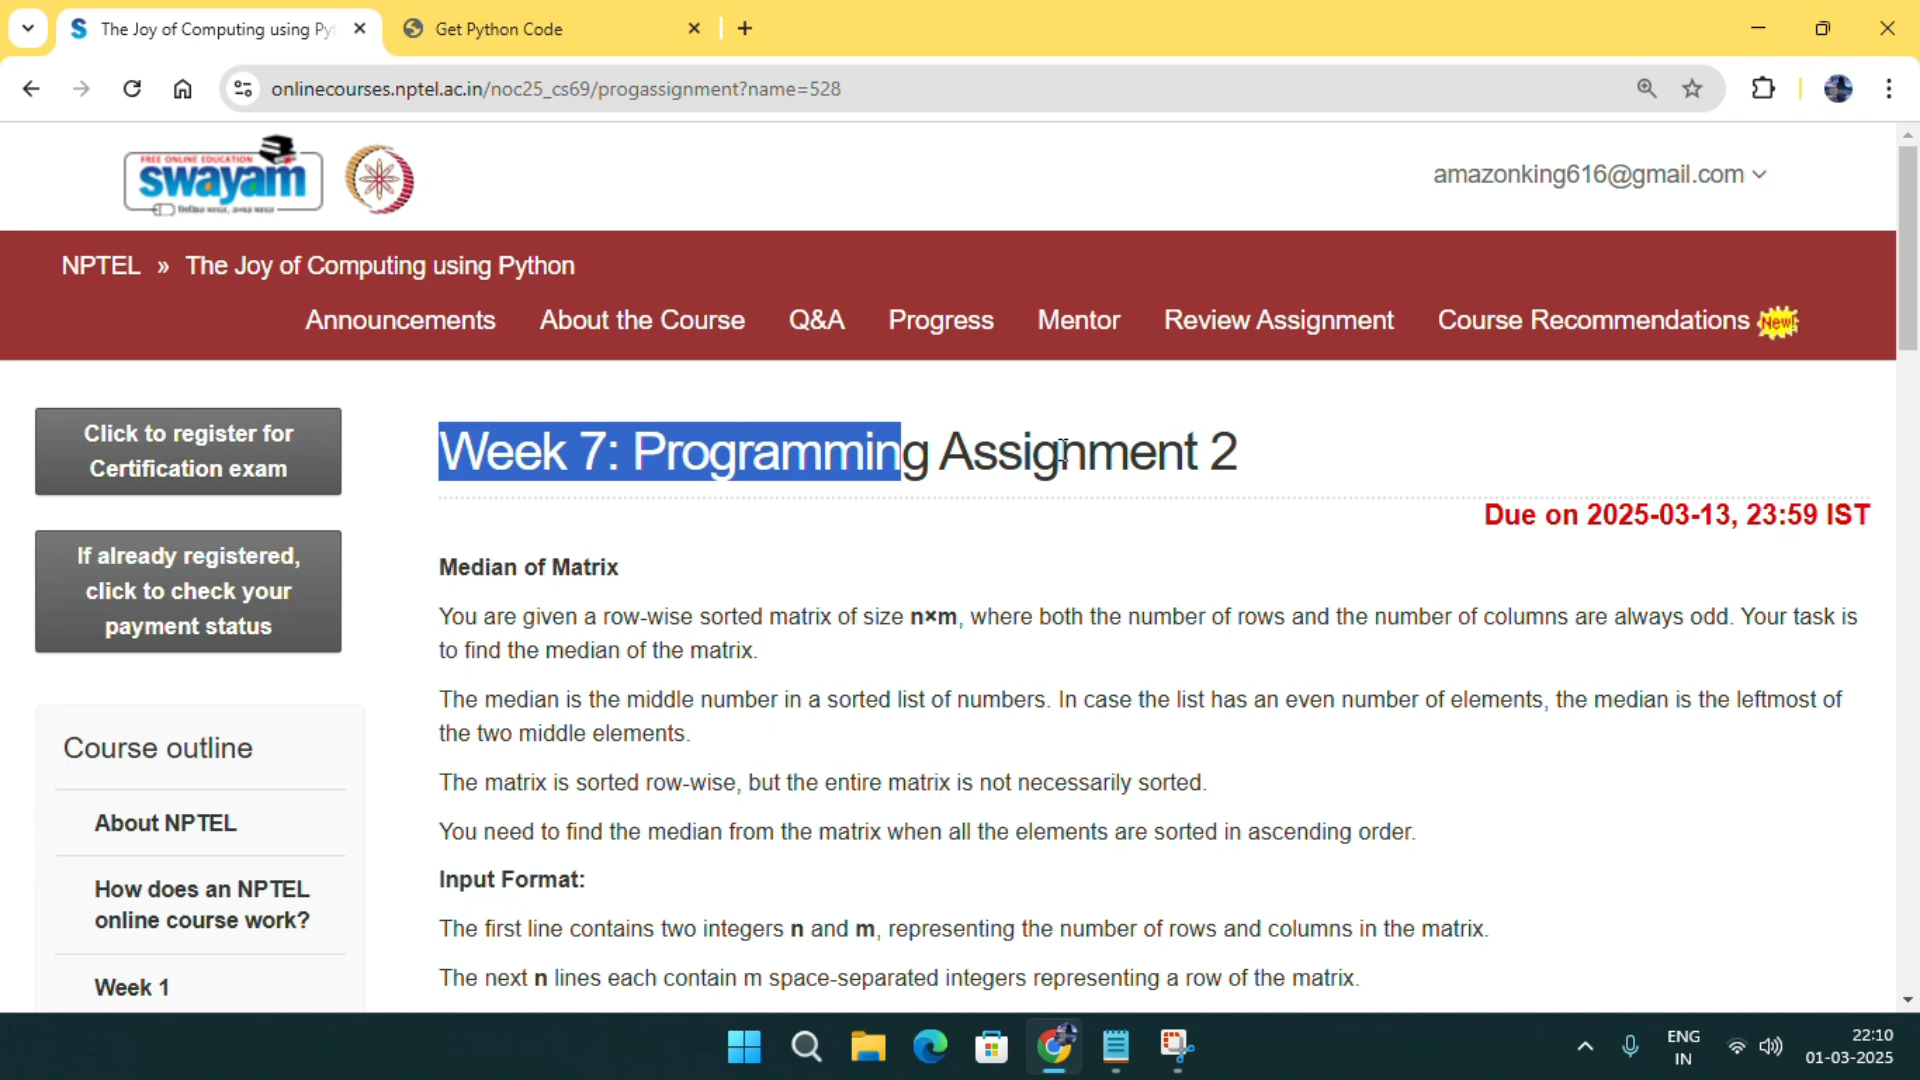 The Joy of Computing using Py
Get Python Code
onlinecourses.nptel.ac.in/noc25_cs69/progassignment?name=528
FREE ONLINE EDUCATION
swayam
amazonking616@gmail.com
NPTEL » The Joy of Computing using Python
Announcements About the Course Q&A Progress Mentor Review Assignment Course Recommendations New!
Click to register for
Certification exam
If already registered,
click to check your
payment status
Course outline
About NPTEL
How does an NPTEL
online course work?
Week 1
Week 7: Programming Assignment 2
Due on 2025-03-13, 23:59 IST
Median of Matrix
You are given a row-wise sorted matrix of size n×m, where both the number of rows and the number of columns are always odd. Your task is
to find the median of the matrix.
The median is the middle number in a sorted list of numbers. In case the list has an even number of elements, the median is the leftmost of
the two middle elements.
The matrix is sorted row-wise, but the entire matrix is not necessarily sorted.
You need to find the median from the matrix when all the elements are sorted in ascending order.
Input Format:
The first line contains two integers n and m, representing the number of rows and columns in the matrix.
The next n lines each contain m space-separated integers representing a row of the matrix.
ENG
IN
22:10
01-03-2025